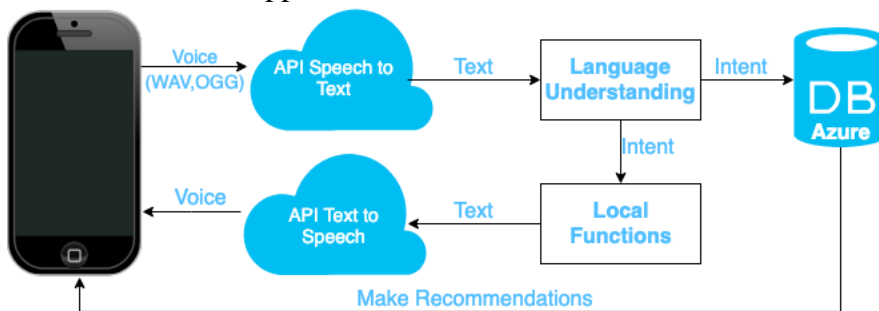 Voice
(WAV,OGG)
API Speech to
Text
Text
Language
Understanding
Intent
DB
Azure
Intent
Voice
API Text to
Speech
Text
Local
Functions
Make Recommendations